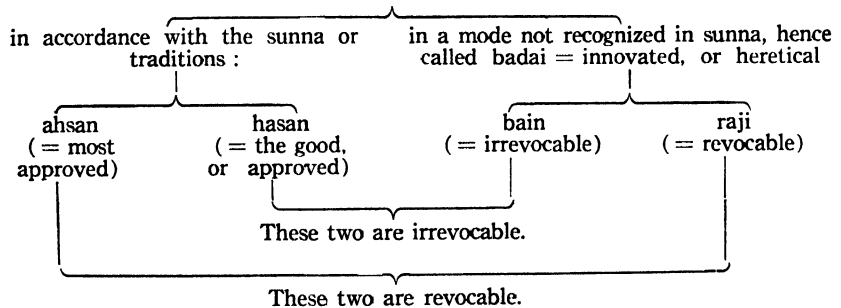 in accordance with the sunna or
traditions :
in a mode not recognized in sunna, hence
called badai = innovated, or heretical
ahsan
( = most
approved)
hasan
( = the good,
or approved)
bain
( = irrevocable)
raji
( = revocable)
These two are irrevocable.
These two are revocable.